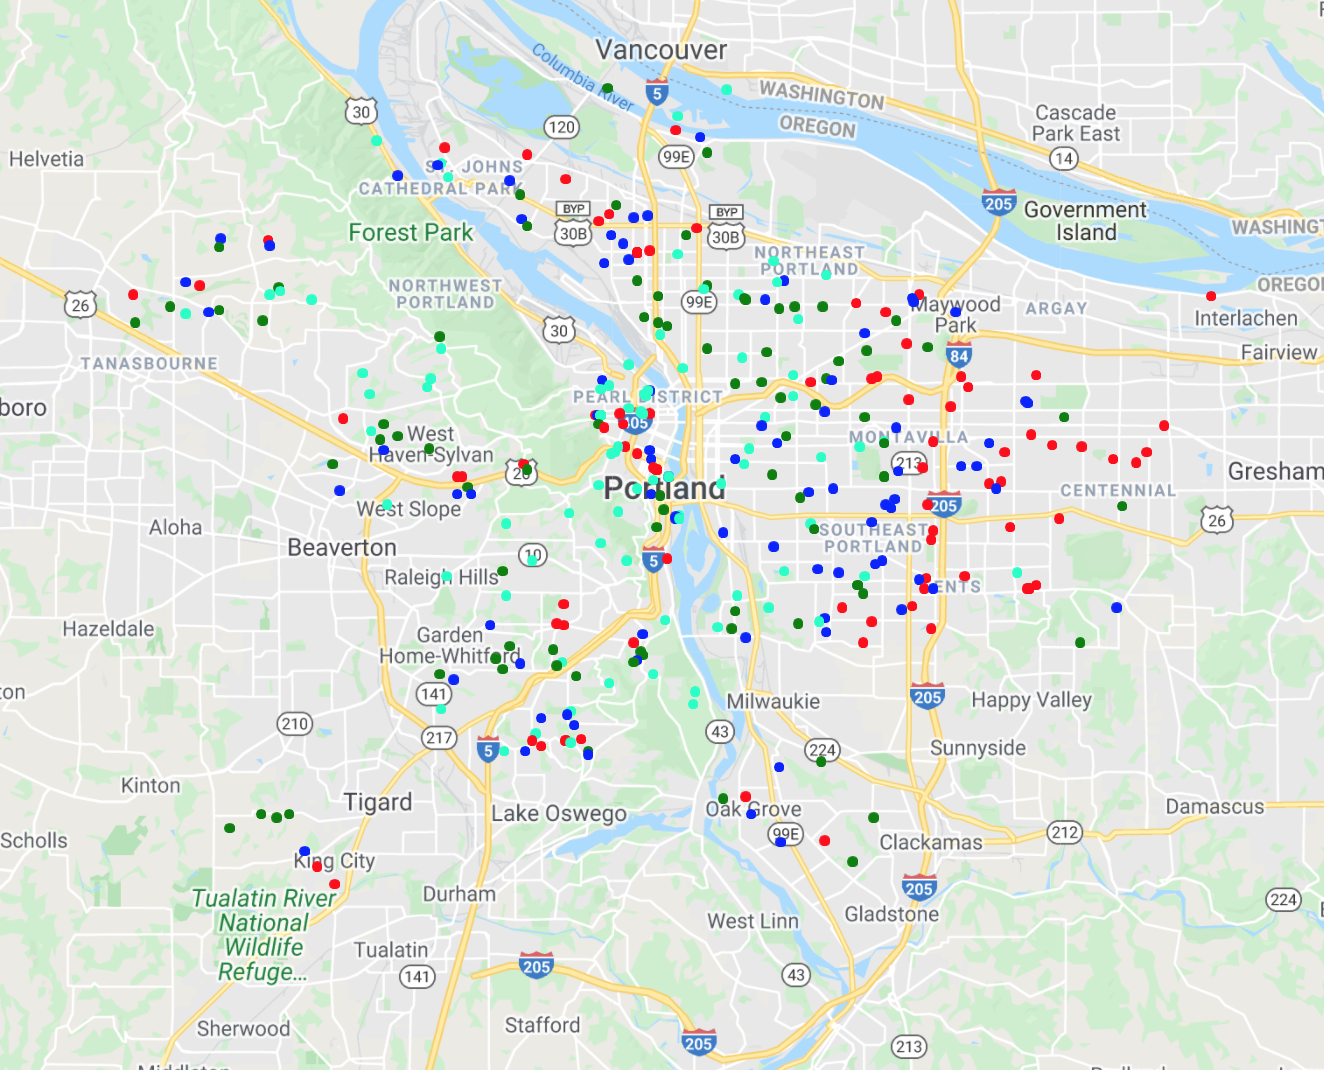 Vancouver
Columbia River
5
WASHINGTON
OREGON
Cascade
Park East
30
120
99E
14
Helvetia
ST. JOHNS
CATHEDRAL PARK
205
Government
Island
BYP
30B
BYP
30B
Forest Park
WASHINGT
NORTHEAST
PORTLAND
OREGO
NORTHWEST
PORTLAND
26
99E
Maywood
Park
ARGAY
Interlachen
30
84
Fairview
TANASBOURNE
PEARL DISTRICT
boro
405
West
Haven-Sylvan
MONTAVILLA
213
26
Gresham
Portland
CENTENNIAL
West Slope
205
26
Aloha
SOUTHEAST
PORTLAND
Beaverton
10
5
Raleigh Hills
LENTS
Hazeldale
Garden
Home-Whitford
ton
141
Milwaukie
205
Happy Valley
210
217
43
5
224
Sunnyside
Kinton
Tigard
Lake Oswego
Oak Grove
Damascus
Scholls
99E
Clackamas
212
King City
Durham
205
224
Tualatin River
National
Wildlife
Refuge...
West Linn
Gladstone
Tualatin
141
205
43
Sherwood
Stafford
205
213